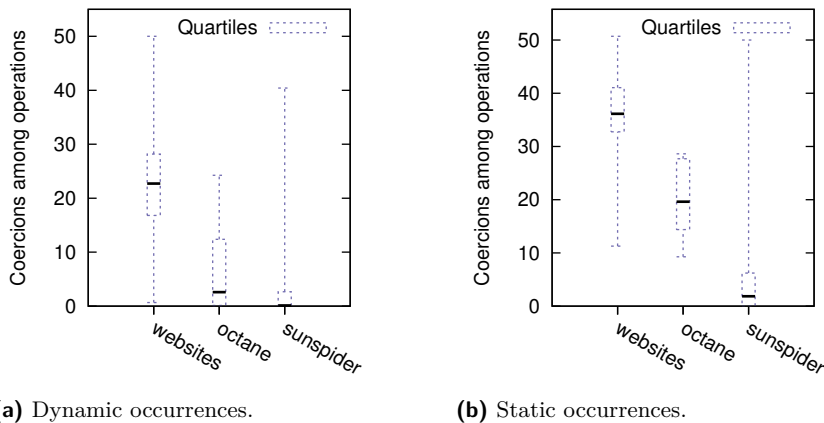 Quartiles
50
40
30
20
10
0
Coercions among operations
websites
octane
sunspider
(a) Dynamic occurrences.
Quartiles
50
40
30
20
10
0
Coercions among operations
websites
octane
sunspider
(b) Static occurrences.